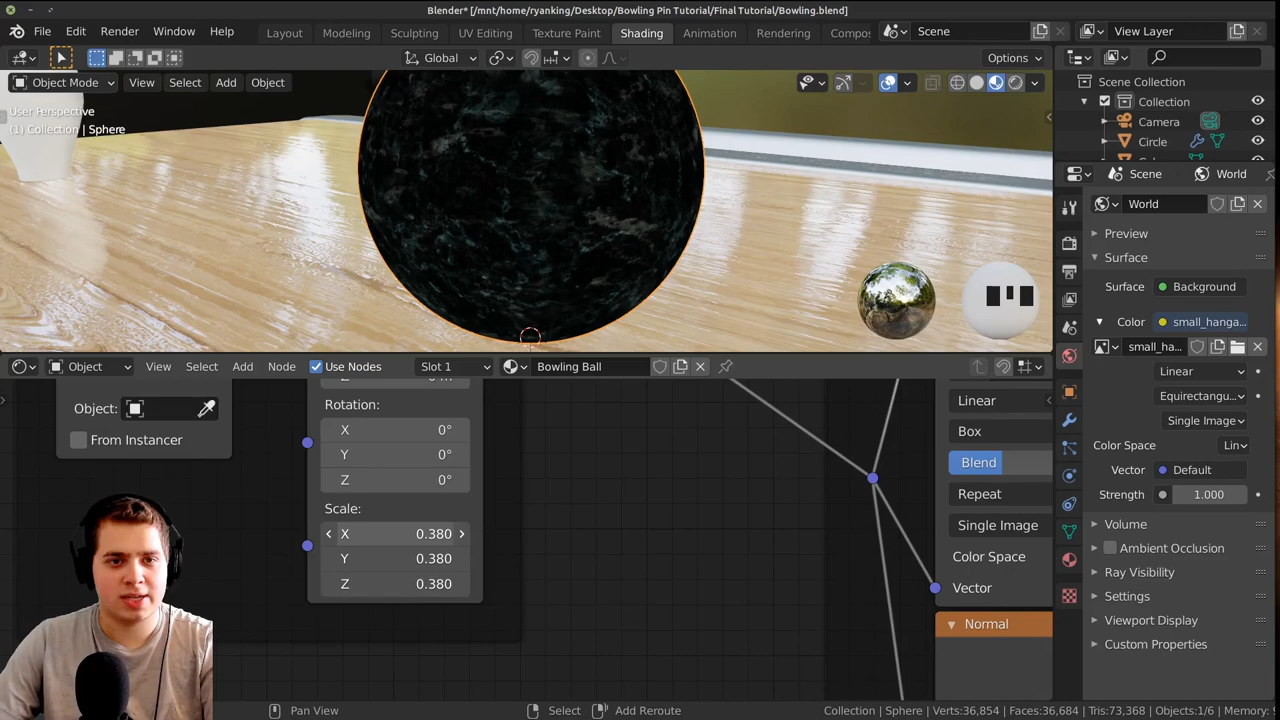 Blender* [/mnt/home/ryanking/Desktop/Bowling Pin Tutorial/Final Tutorial/Bowling.blend]
File Edit Render Window Help Layout Modeling Sculpting UV Editing Texture Paint Shading Animation Rendering Compos Scene View Layer
Global Options
Object Mode View Select Add Object
User Perspective
(1) Collection | Sphere
Scene Collection
Collection
Camera
Circle
Scene World
World
Preview
Surface
Surface Background
Color small_hanga...
small_ha...
Linear
Equirectangu...
Single Image
Color Space Lin
Vector Default
Strength 1.000
Volume
Ambient Occlusion
Ray Visibility
Settings
Viewport Display
Custom Properties
Object View Select Add Node Use Nodes Slot 1 Bowling Ball
Object:
From Instancer
Rotation:
X 0°
Y 0°
Z 0°
Scale:
X 0.380
Y 0.380
Z 0.380
Linear
Box
Blend
Repeat
Single Image
Color Space
Vector
Normal
Pan View Select Add Reroute Collection | Sphere Verts:36,854 | Faces:36,684 | Tris:73,368 | Objects:1/6 | Memory: